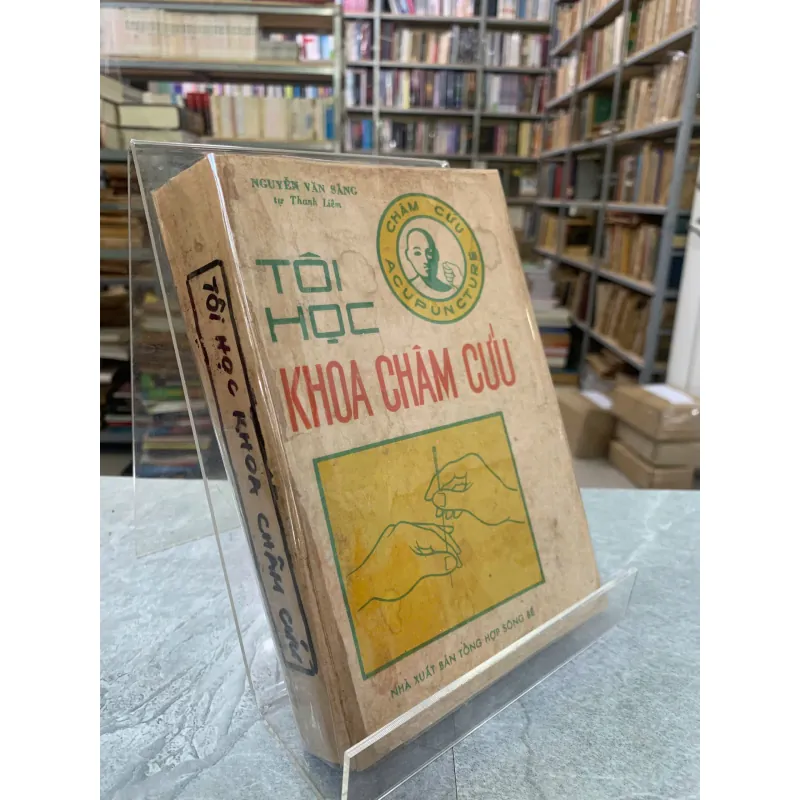 NGUYỄN VĂN SĂNG
tự Thanh Liêm
CHÂM CỨU
ACUPUNCTURE
TÔI
HỌC
KHOA CHÂM CỨU
NHÀ XUẤT BẢN TỔNG HỢP SÔNG BÉ
TÔI HỌC KHOA CHÂM CỨU